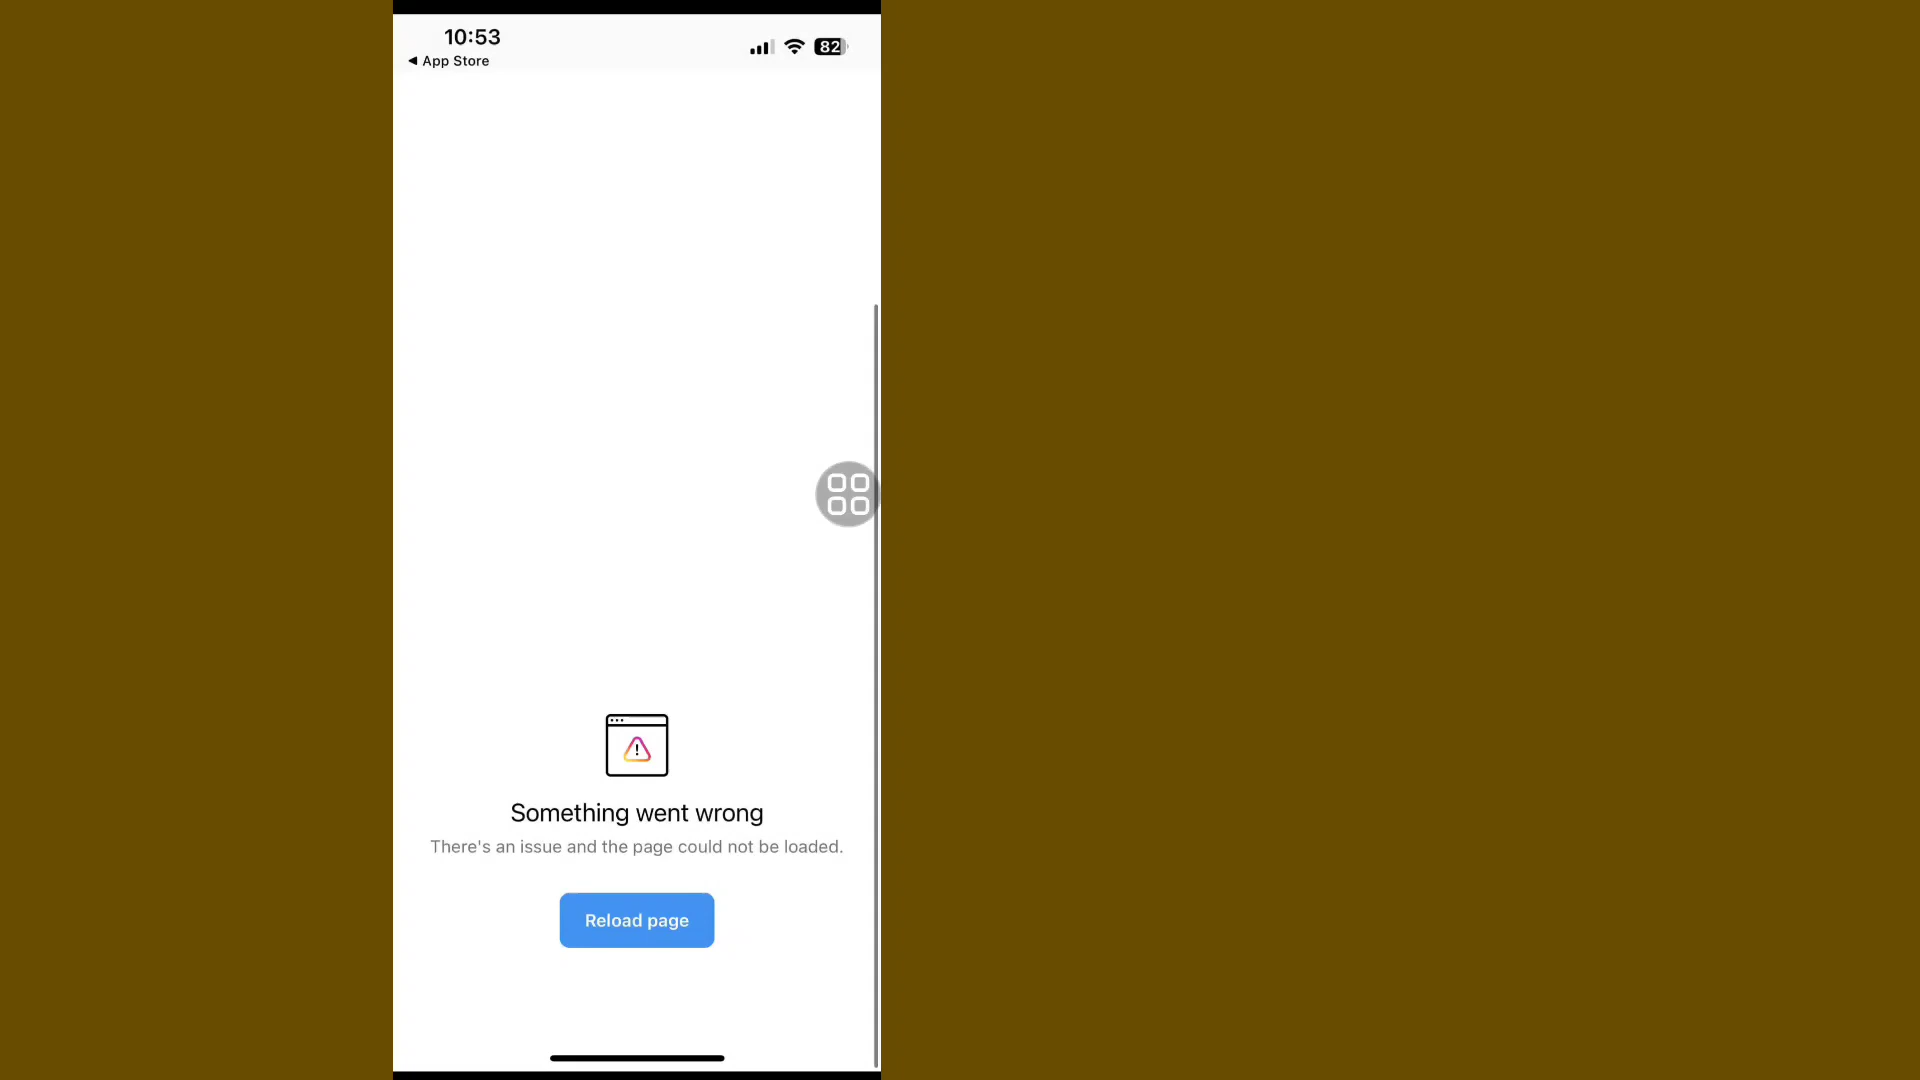 10:53
82
◀ App Store
Something went wrong
There's an issue and the page could not be loaded.
Reload page